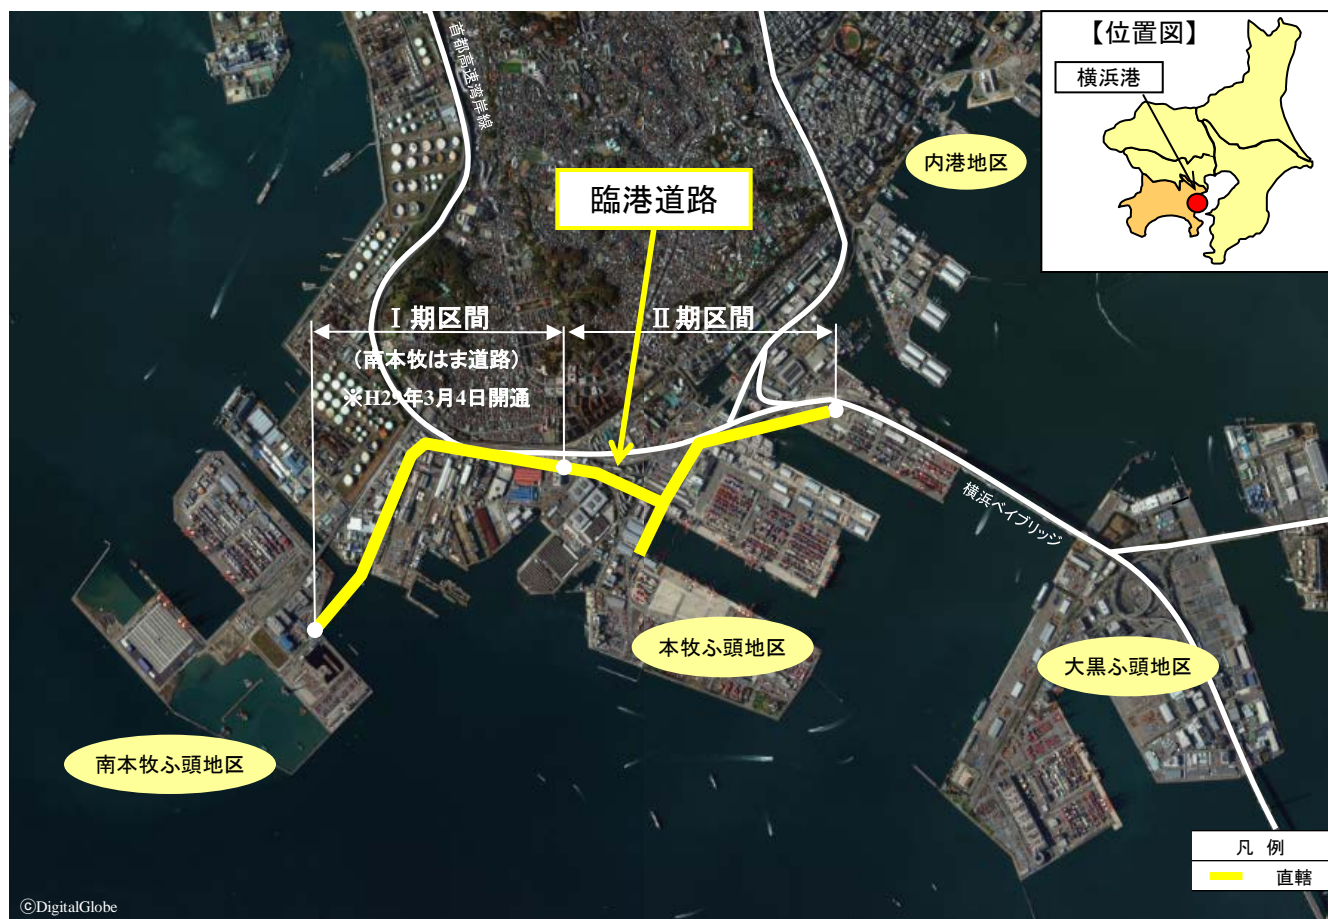 【位置図】
横浜港
首都高速湾岸線
内港地区
臨港道路
Ⅰ期区間
Ⅱ期区間
（南本牧はま道路）
※H29年3月4日開通
横浜ベイブリッジ
本牧ふ頭地区
大黒ふ頭地区
南本牧ふ頭地区
凡 例
直轄
©DigitalGlobe